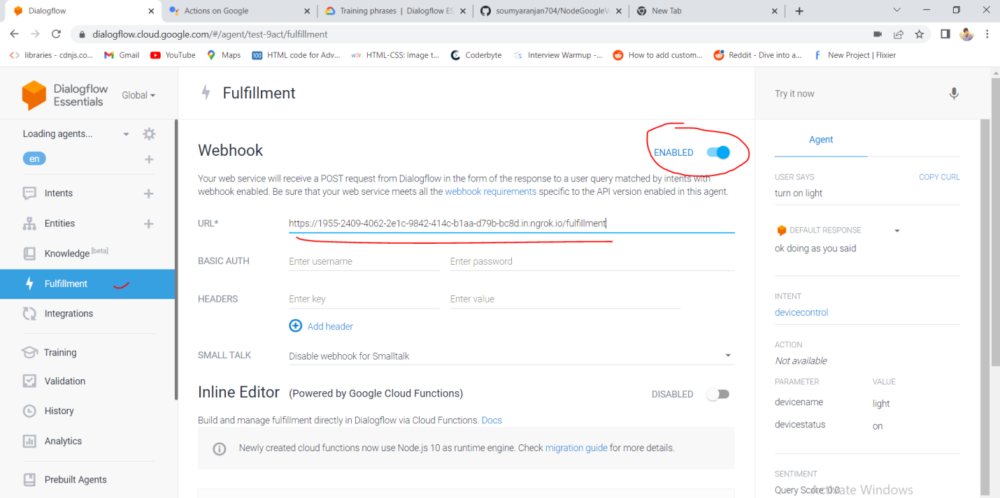 Dialogflow
Actions on Google
Training phrases | Dialogflow ES
soumyaranjan704/NodeGoogleV
New Tab
dialogflow.cloud.google.com/#/agent/test-9act/fulfillment
libraries - cdnjs.co...
Gmail
YouTube
Maps
100
HTML code for Adv...
w3r
HTML-CSS: Image t...
Coderbyte
Interview Warmup -...
How to add custom...
Reddit - Dive into a...
New Project | Flixier
Dialogflow
Essentials
Global
Loading agents...
en
Intents
Entities
Knowledge [beta]
Fulfillment
Integrations
Training
Validation
History
Analytics
Prebuilt Agents
Fulfillment
Webhook
ENABLED
Your web service will receive a POST request from Dialogflow in the form of the response to a user query matched by intents with
webhook enabled. Be sure that your web service meets all the webhook requirements specific to the API version enabled in this agent.
URL*
https://1955-2409-4062-2e1c-9842-414c-b1aa-d79b-bc8d.in.ngrok.io/fulfillment
BASIC AUTH
Enter username
Enter password
HEADERS
Enter key
Enter value
Add header
SMALL TALK
Disable webhook for Smalltalk
Inline Editor (Powered by Google Cloud Functions)
DISABLED
Build and manage fulfillment directly in Dialogflow via Cloud Functions. Docs
Newly created cloud functions now use Node.js 10 as runtime engine. Check migration guide for more details.
Try it now
Agent
USER SAYS
COPY CURL
turn on light
DEFAULT RESPONSE
ok doing as you said
INTENT
devicecontrol
ACTION
Not available
PARAMETER
VALUE
devicename
light
devicestatus
on
SENTIMENT
Query Score: 0.0
Activate Windows